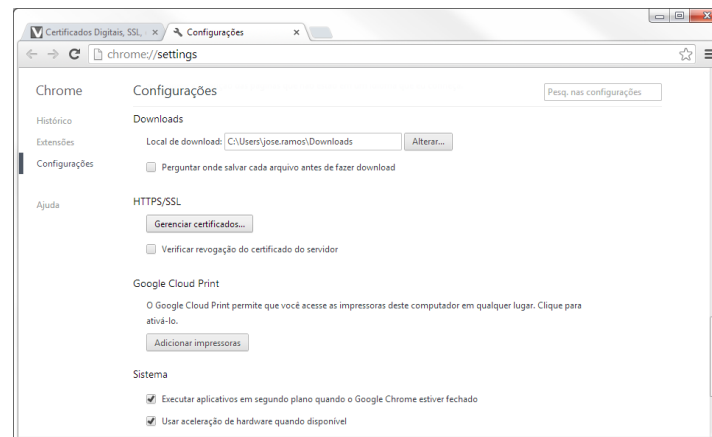 Certificados Digitais, SSL,
Configurações
chrome://settings
Chrome
Configurações
Pesq. nas configurações
Histórico
Extensões
Configurações
Ajuda
Downloads
Local de download: C:\Users\jose.ramos\Downloads Alterar...
Perguntar onde salvar cada arquivo antes de fazer download
HTTPS/SSL
Gerenciar certificados...
Verificar revogação do certificado do servidor
Google Cloud Print
O Google Cloud Print permite que você acesse as impressoras deste computador em qualquer lugar. Clique para
ativá-lo.
Adicionar impressoras
Sistema
Executar aplicativos em segundo plano quando o Google Chrome estiver fechado
Usar aceleração de hardware quando disponível